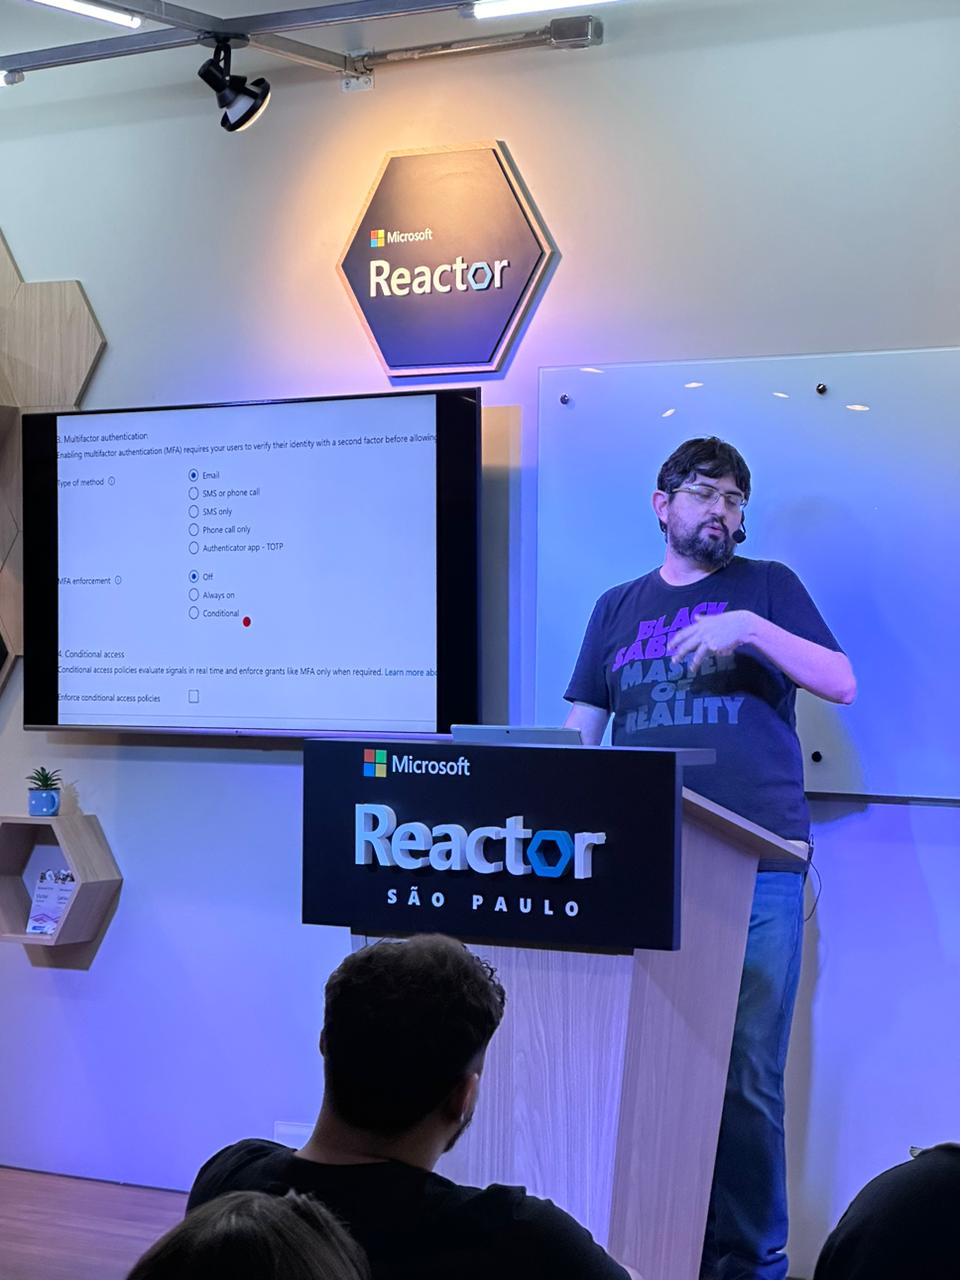 Microsoft
Reactor
3. Multifactor authentication
Enabling multifactor authentication (MFA) requires your users to verify their identity with a second factor before allowing
Type of method
Email
SMS or phone call
SMS only
Phone call only
Authenticator app - TOTP
MFA enforcement
Off
Always on
Conditional
4. Conditional access
Conditional access policies evaluate signals in real time and enforce grants like MFA only when required. Learn more abo
Enforce conditional access policies
BLACK
SABBATH
MASTER
OF
REALITY
Microsoft
Reactor
SÃO PAULO